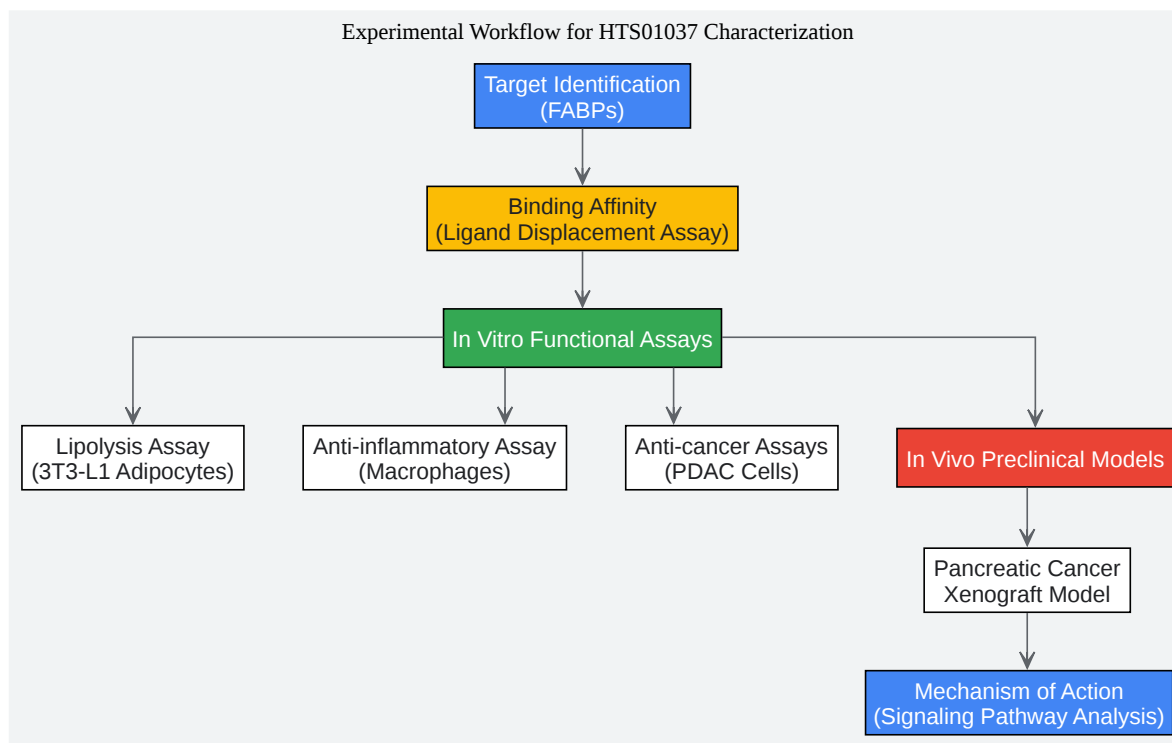 Experimental Workflow for HTS01037 Characterization
Target Identification
(FABPs)
Binding Affinity
(Ligand Displacement Assay)
In Vitro Functional Assays
Lipolysis Assay
(3T3-L1 Adipocytes)
Anti-inflammatory Assay
(Macrophages)
Anti-cancer Assays
(PDAC Cells)
In Vivo Preclinical Models
Pancreatic Cancer
Xenograft Model
Mechanism of Action
(Signaling Pathway Analysis)